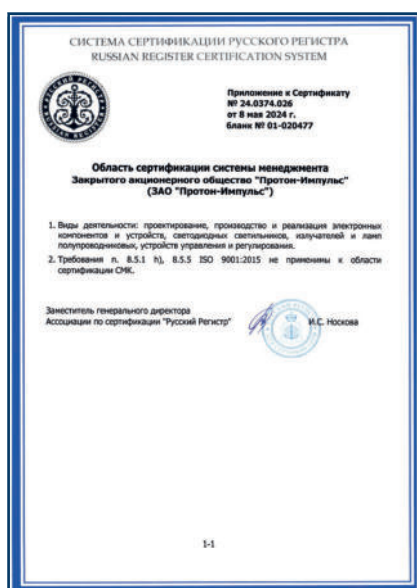 СИСТЕМА СЕРТИФИКАЦИИ РУССКОГО РЕГИСТРА
RUSSIAN REGISTER CERTIFICATION SYSTEM
РУССКИЙ РЕГИСТР
RUSSIAN REGISTER
Приложение к Сертификату
№ 24.0374.026
от 8 мая 2024 г.
бланк № 01-020477
Область сертификации системы менеджмента
Закрытого акционерного общество "Протон-Импульс"
(ЗАО "Протон-Импульс")
1. Виды деятельности: проектирование, производство и реализация электронных
компонентов и устройств, светодиодных светильников, излучателей и ламп
полупроводниковых, устройств управления и регулирования.
2. Требования п. 8.5.1 h), 8.5.5 ISO 9001:2015 не применимы к области
сертификации СМК.
Заместитель генерального директора
Ассоциации по сертификации "Русский Регистр"
И.С. Носкова
1-1